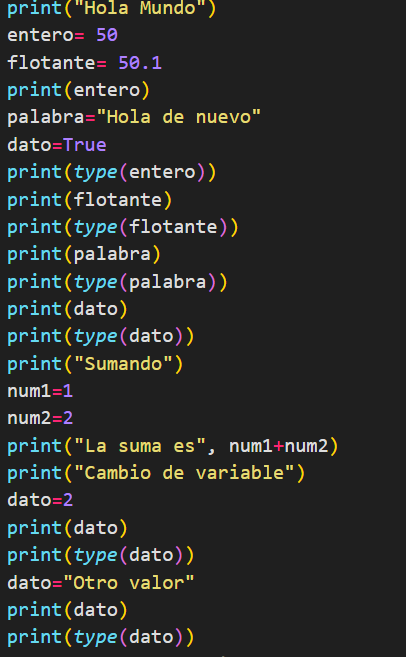 print("Hola Mundo")
entero= 50
flotante= 50.1
print(entero)
palabra="Hola de nuevo"
dato=True
print(type(entero))
print(flotante)
print(type(flotante))
print(palabra)
print(type(palabra))
print(dato)
print(type(dato))
print("Sumando")
num1=1
num2=2
print("La suma es", num1+num2)
print("Cambio de variable")
dato=2
print(dato)
print(type(dato))
dato="Otro valor"
print(dato)
print(type(dato))